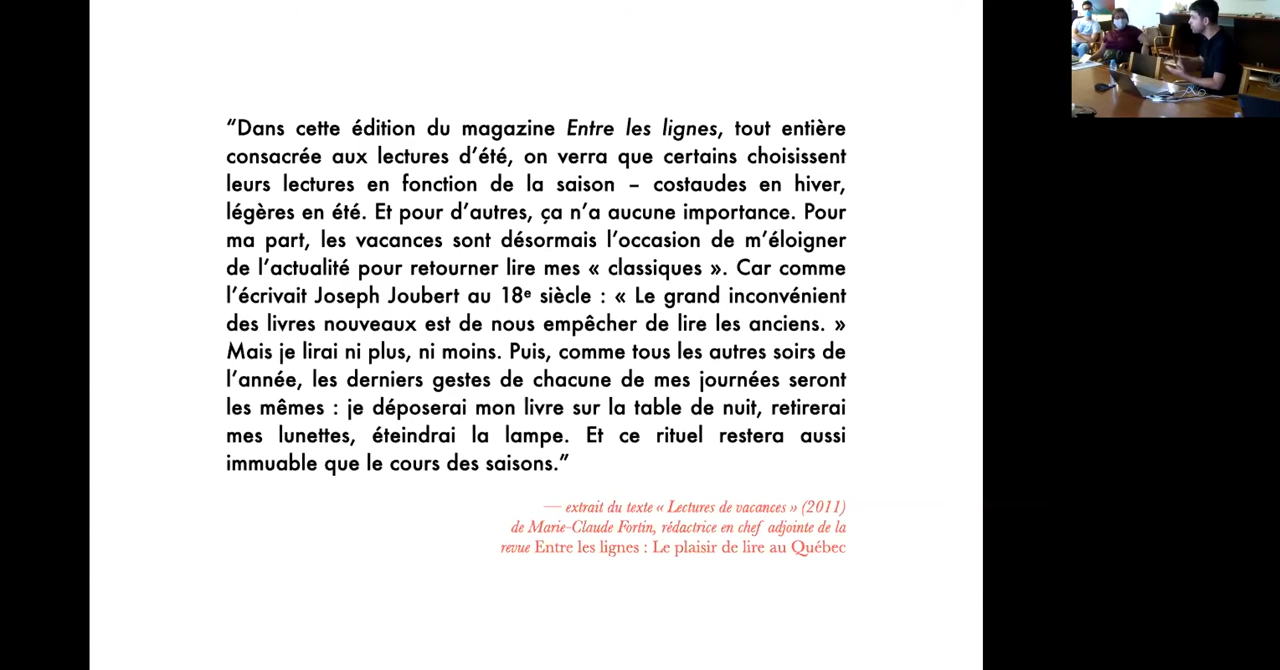 “Dans cette édition du magazine Entre les lignes, tout entière
consacrée aux lectures d’été, on verra que certains choisissent
leurs lectures en fonction de la saison – costaudes en hiver,
légères en été. Et pour d’autres, ça n’a aucune importance. Pour
ma part, les vacances sont désormais l’occasion de m’éloigner
de l’actualité pour retourner lire mes « classiques ». Car comme
l’écrivait Joseph Joubert au 18ᵉ siècle : « Le grand inconvénient
des livres nouveaux est de nous empêcher de lire les anciens. »
Mais je lirai ni plus, ni moins. Puis, comme tous les autres soirs de
l’année, les derniers gestes de chacune de mes journées seront
les mêmes : je déposerai mon livre sur la table de nuit, retirerai
mes lunettes, éteindrai la lampe. Et ce rituel restera aussi
immuable que le cours des saisons.”
— extrait du texte « Lectures de vacances » (2011)
de Marie-Claude Fortin, rédactrice en chef adjointe de la
revue Entre les lignes : Le plaisir de lire au Québec